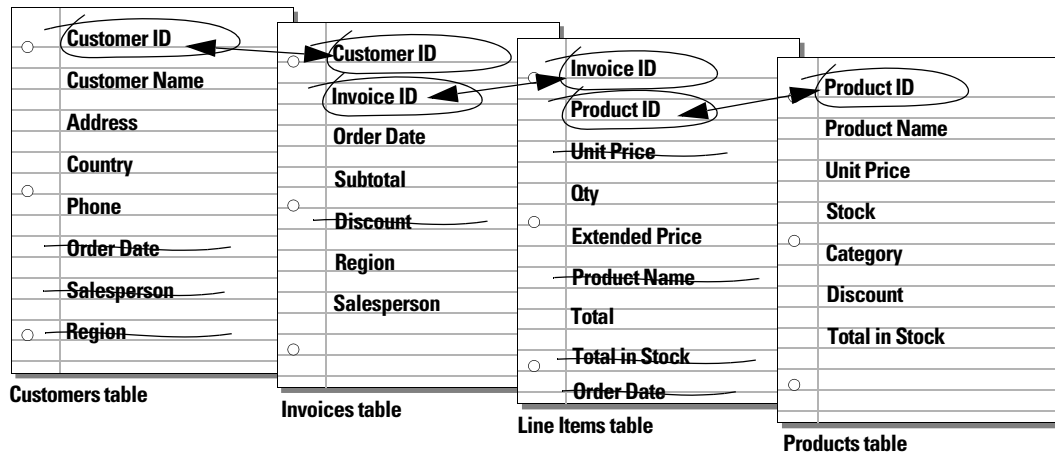 Customer ID
Customer Name
Address
Country
Phone
Order Date
Salesperson
Region
Customers table
Customer ID
Invoice ID
Order Date
Subtotal
Discount
Region
Salesperson
Invoices table
Invoice ID
Product ID
Unit Price
Qty
Extended Price
Product Name
Total
Total in Stock
Order Date
Line Items table
Product ID
Product Name
Unit Price
Stock
Category
Discount
Total in Stock
Products table